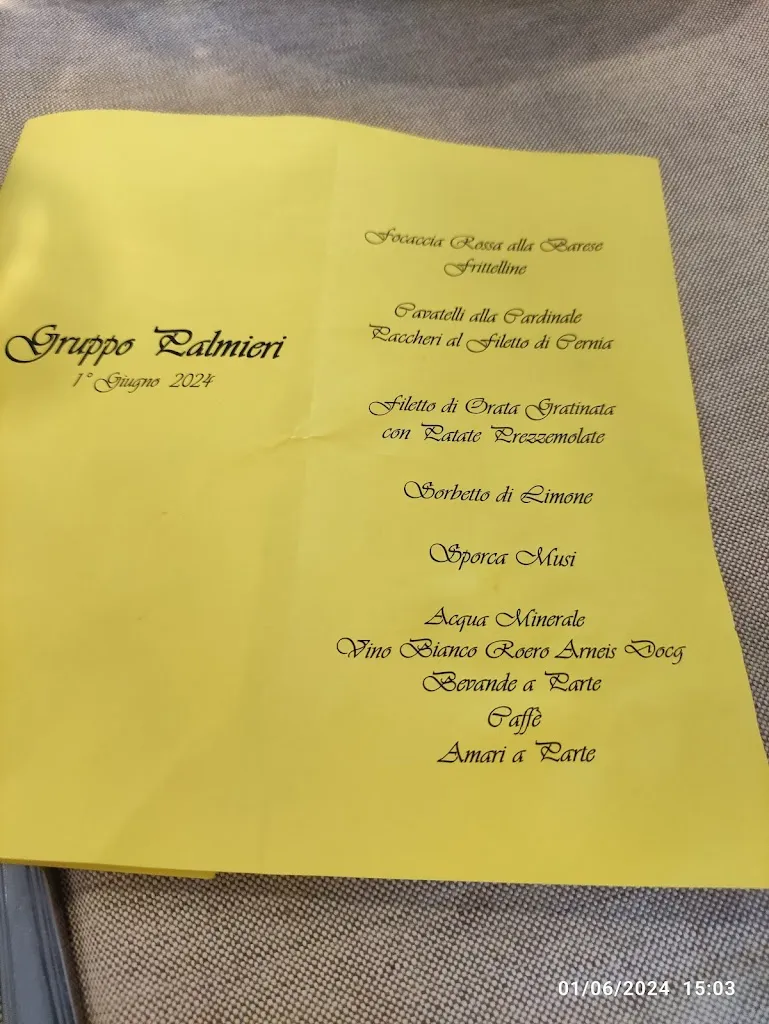 Gruppo Palmieri
1° Giugno 2024
Focaccia Rossa alla Barese
Frittelline
Cavatelli alla Cardinale
Paccheri al Filetto di Cernia
Filetto di Orata Gratinata
con Patate Prezzemolate
Sorbetto di Limone
Sporca Musi
Acqua Minerale
Vino Bianco Roero Arneis Docg
Bevande a Parte
Caffè
Amari a Parte
01/06/2024 15:03